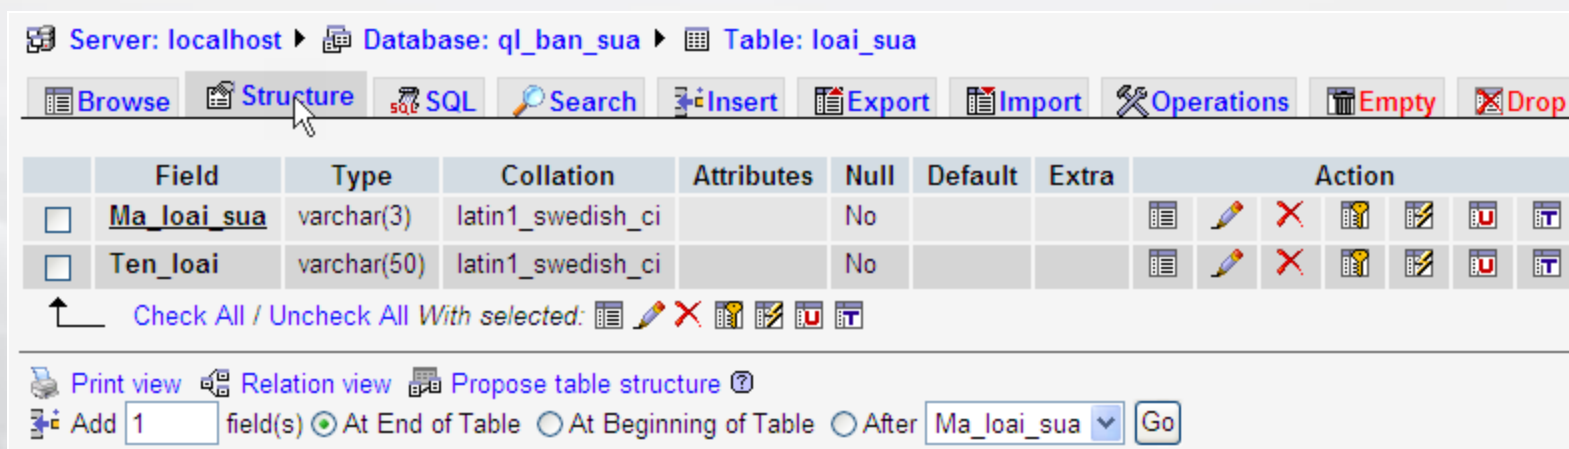 Server: localhost Database: ql_ban_sua Table: loai_sua
Browse Structure SQL Search Insert Export Import Operations Empty Drop
Field Type Collation Attributes Null Default Extra Action
Ma_loai_sua varchar(3) latin1_swedish_ci No
Ten_loai varchar(50) latin1_swedish_ci No
Check All / Uncheck All With selected:
Print view Relation view Propose table structure
Add 1 field(s) At End of Table At Beginning of Table After Ma_loai_sua Go